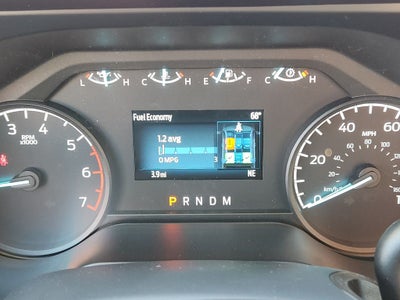 L H C H E F C H
Fuel Economy 68°
1.2 avg
0 MPG 3
3.9 mi NE
P R N D M
3 4 5 6 7
RPM
x1000
0 20 40 60
MPH
km/h